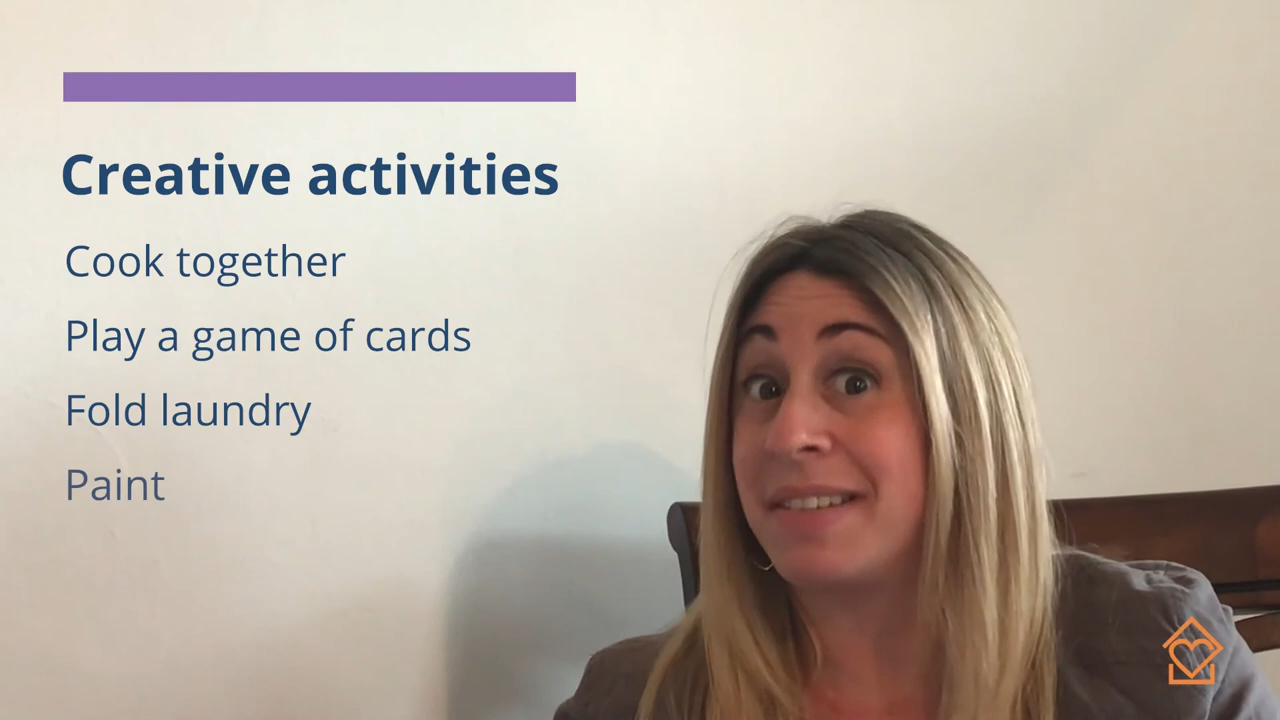 Creative activities
Cook together
Play a game of cards
Fold laundry
Paint